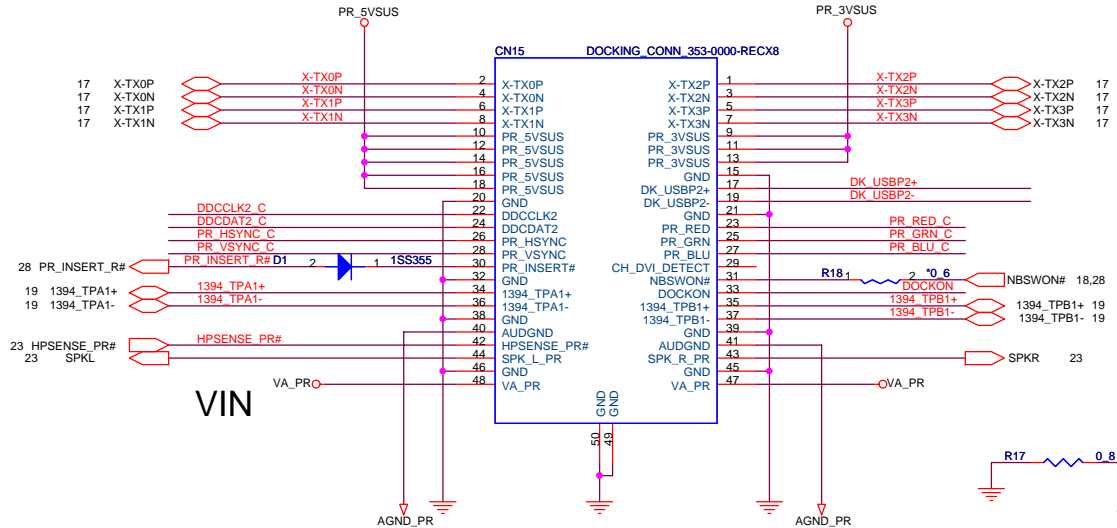 PR_5VSUS PR_3VSUS
CN15 DOCKING_CONN_353-0000-RECX8
17 X-TX0P X-TX0P 2 X-TX0P X-TX2P 1 X-TX2P X-TX2P 17
17 X-TX0N X-TX0N 4 X-TX0N X-TX2N 3 X-TX2N X-TX2N 17
17 X-TX1P X-TX1P 6 X-TX1P X-TX3P 5 X-TX3P X-TX3P 17
17 X-TX1N X-TX1N 8 X-TX1N X-TX3N 7 X-TX3N X-TX3N 17
10 PR_5VSUS PR_3VSUS 9
12 PR_5VSUS PR_3VSUS 11
14 PR_5VSUS PR_3VSUS 13
16 PR_5VSUS GND 15
18 PR_5VSUS DK_USBP2+ 17 DK_USBP2+
20 GND DK_USBP2- 19 DK_USBP2-
DDCCLK2_C 22 DDCCLK2 GND 21
DDCDAT2_C 24 DDCDAT2 PR_RED 23 PR_RED_C
PR_HSYNC_C 26 PR_HSYNC PR_GRN 25 PR_GRN_C
PR_VSYNC_C 28 PR_VSYNC PR_BLU 27 PR_BLU_C
28 PR_INSERT_R# PR_INSERT_R# D1 2 1 1SS355 30 PR_INSERT# CH_DVI_DETECT 29
32 GND NBSWON# 31 R18 1 2 *0_6 NBSWON# 18,28
19 1394_TPA1+ 1394_TPA1+ 34 1394_TPA1+ DOCKON 33 DOCKON
19 1394_TPA1- 1394_TPA1- 36 1394_TPA1- 1394_TPB1+ 35 1394_TPB1+ 1394_TPB1+ 19
38 GND 1394_TPB1- 37 1394_TPB1- 1394_TPB1- 19
40 AUDGND GND 39
23 HPSENSE_PR# HPSENSE_PR# 42 HPSENSE_PR# AUDGND 41
23 SPKL 44 SPK_L_PR SPK_R_PR 43 SPKR 23
46 GND GND 45
VA_PR 48 VA_PR VA_PR 47 VA_PR
VIN
GND GND
50 49
R17 0_8
AGND_PR AGND_PR